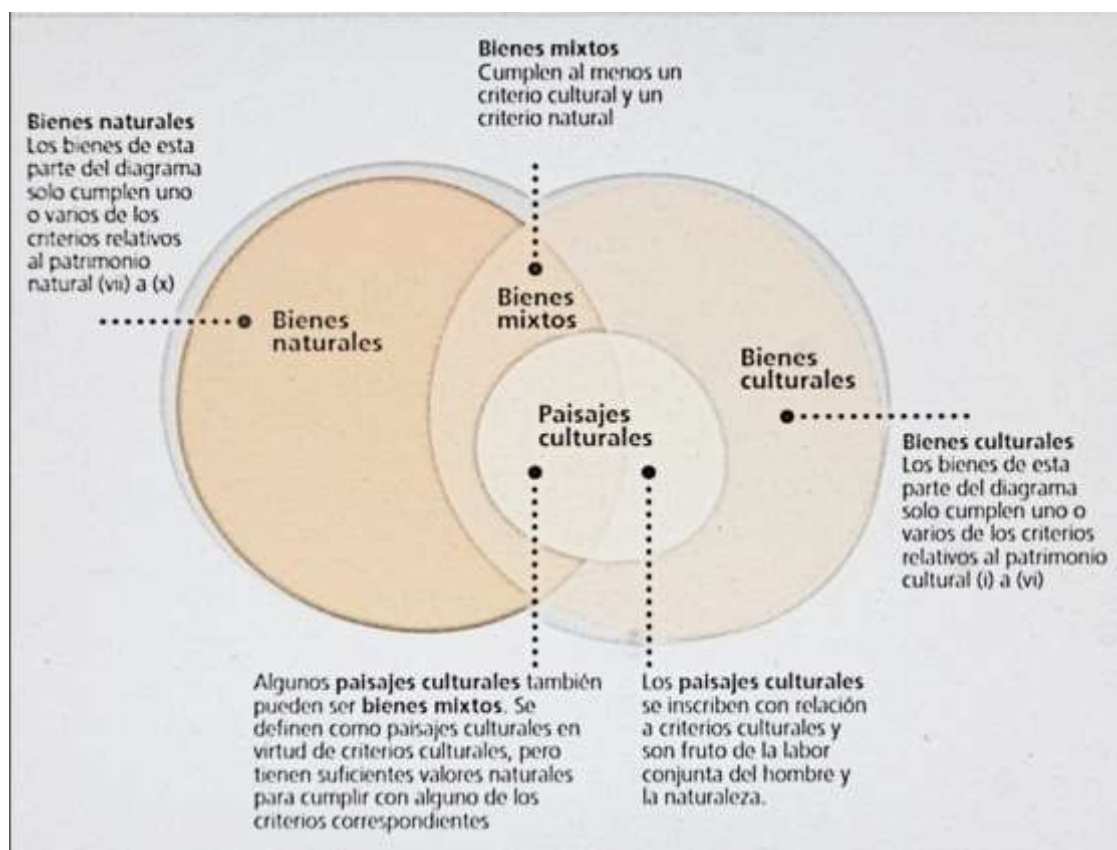 Bienes mixtos
Cumplen al menos un
criterio cultural y un
criterio natural
Bienes naturales
Los bienes de esta
parte del diagrama
solo cumplen uno
o varios de los
criterios relativos
al patrimonio
natural (vii) a (x)
Bienes
naturales
Bienes
mixtos
Bienes
culturales
Paisajes
culturales
Bienes culturales
Los bienes de esta
parte del diagrama
solo cumplen uno o
varios de los criterios
relativos al patrimonio
cultural (i) a (vi)
Algunos paisajes culturales también
pueden ser bienes mixtos. Se
definen como paisajes culturales en
virtud de criterios culturales, pero
tienen suficientes valores naturales
para cumplir con alguno de los
criterios correspondientes
Los paisajes culturales
se inscriben con relación
a criterios culturales y
son fruto de la labor
conjunta del hombre y
la naturaleza.